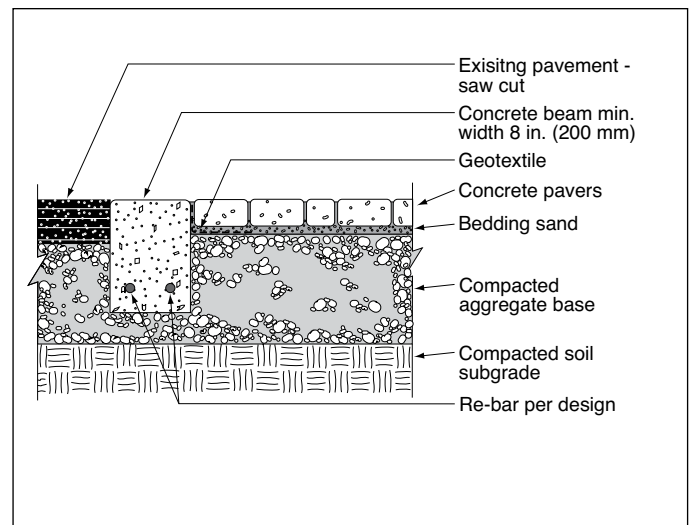 Exisitng pavement -
saw cut
Concrete beam min.
width 8 in. (200 mm)
Geotextile
Concrete pavers
Bedding sand
Compacted
aggregate base
Compacted soil
subgrade
Re-bar per design